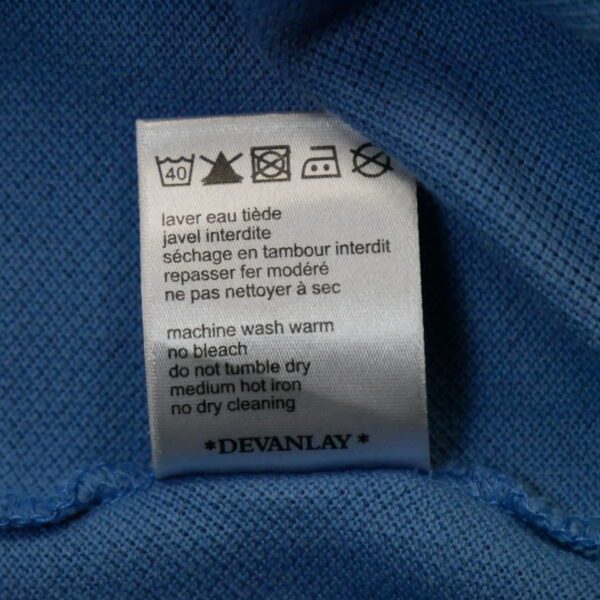 40
laver eau tiède
javel interdite
séchage en tambour interdit
repasser fer modéré
ne pas nettoyer à sec
machine wash warm
no bleach
do not tumble dry
medium hot iron
no dry cleaning
*DEVANLAY*